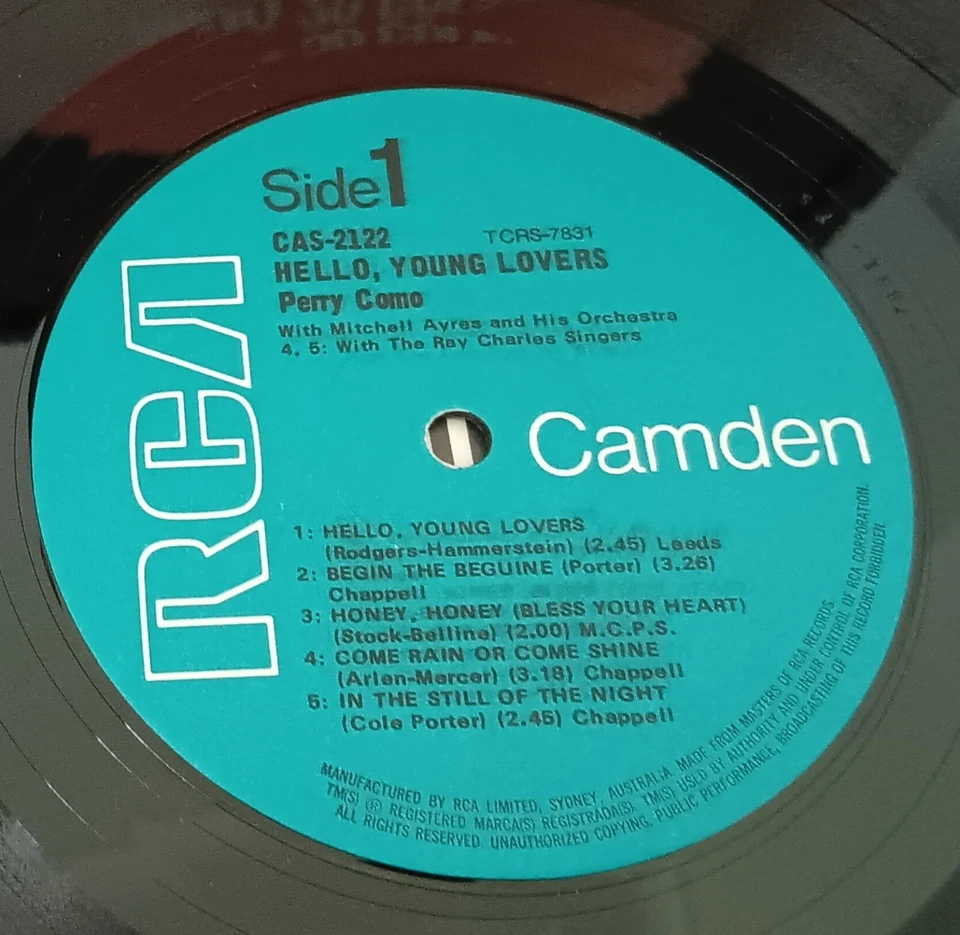 Side 1
CAS-2122 TCRS-7831
HELLO, YOUNG LOVERS
Perry Como
With Mitchell Ayres and His Orchestra
4, 5: With The Ray Charles Singers
RCA
Camden
1: HELLO, YOUNG LOVERS
(Rodgers-Hammerstein) (2.45) Leeds
2: BEGIN THE BEGUINE (Porter) (3.26)
Chappell
3: HONEY, HONEY (BLESS YOUR HEART)
(Stock-Belline) (2.00) M.C.P.S.
4: COME RAIN OR COME SHINE
(Arlen-Mercer) (3.18) Chappell
5: IN THE STILL OF THE NIGHT
(Cole Porter) (2.45) Chappell
MANUFACTURED BY RCA LIMITED, SYDNEY, AUSTRALIA. MADE FROM MASTERS OF RCA RECORDS.
TM(S) ® REGISTERED MARCA(S) REGISTRADA(S). TM(S) USED BY AUTHORITY AND UNDER CONTROL OF RCA CORPORATION.
ALL RIGHTS RESERVED. UNAUTHORIZED COPYING, PUBLIC PERFORMANCE, BROADCASTING OF THIS RECORD FORBIDDEN.